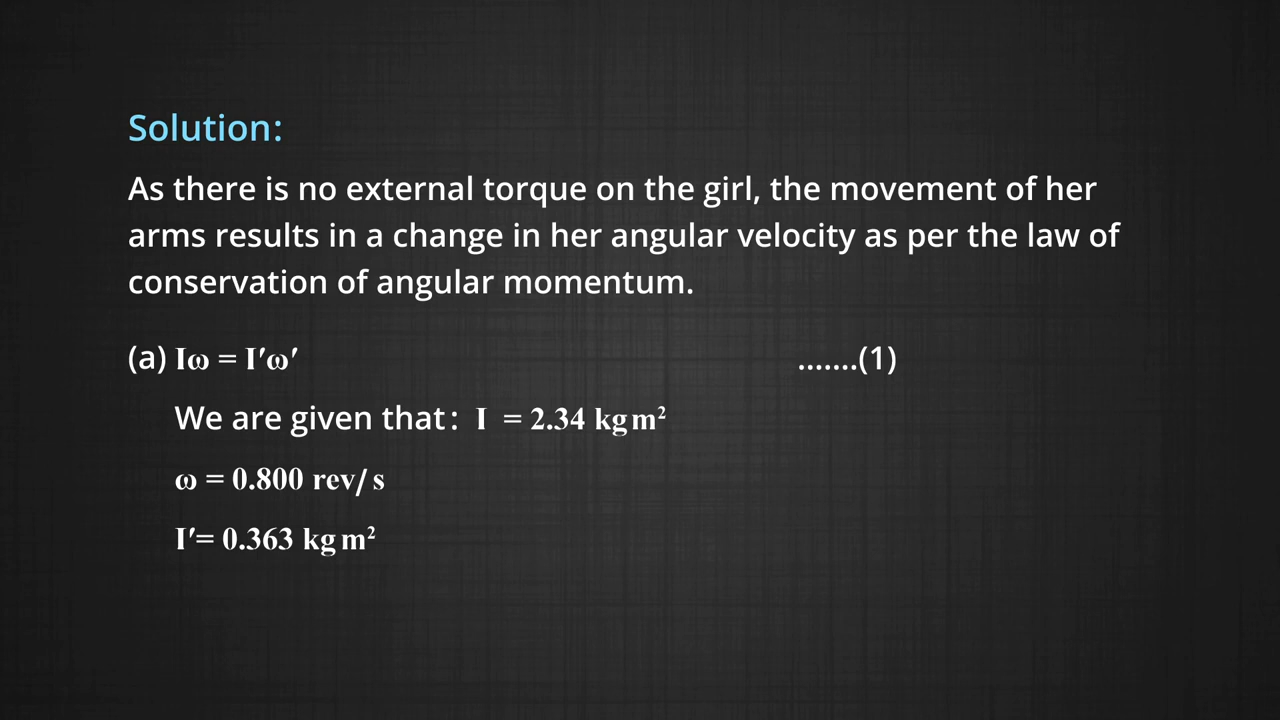 Solution:
As there is no external torque on the girl, the movement of her
arms results in a change in her angular velocity as per the law of
conservation of angular momentum.
(a) Iω = I′ω′ .......(1)
We are given that: I = 2.34 kg m²
ω = 0.800 rev/s
I′= 0.363 kg m²